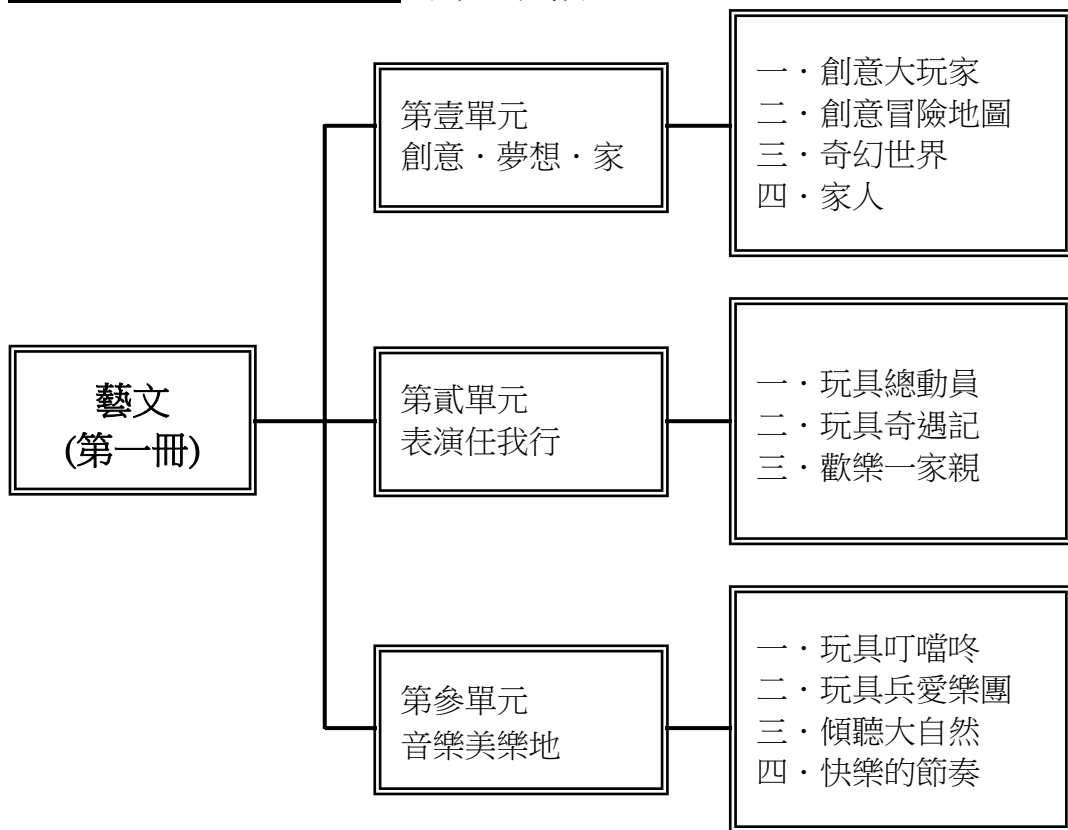 藝文
(第一冊)
第壹單元
創意．夢想．家
一．創意大玩家
二．創意冒險地圖
三．奇幻世界
四．家人
第貳單元
表演任我行
一．玩具總動員
二．玩具奇遇記
三．歡樂一家親
第參單元
音樂美樂地
一．玩具叮噹咚
二．玩具兵愛樂團
三．傾聽大自然
四．快樂的節奏